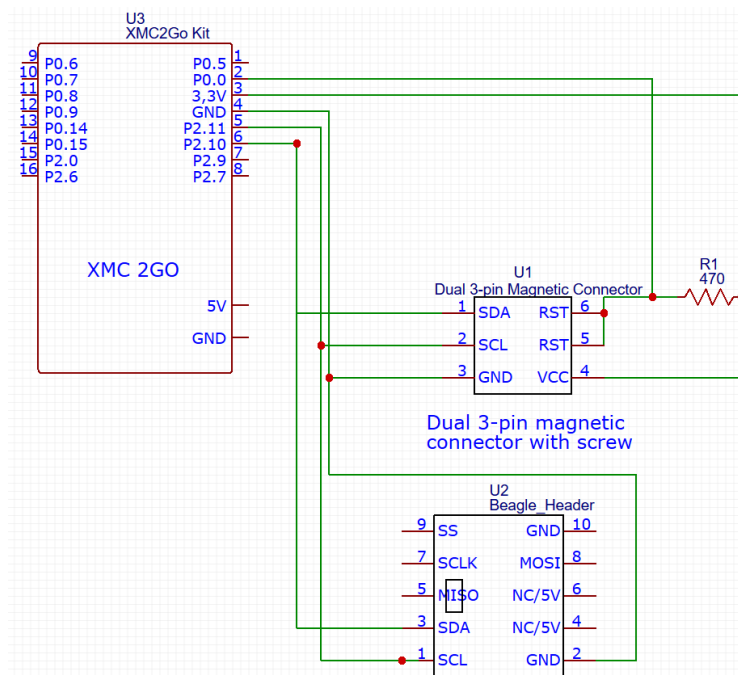 U3
XMC2Go Kit
9 P0.6 P0.5 1
10 P0.7 P0.0 2
11 P0.8 3,3V 3
12 P0.9 GND 4
13 P0.14 P2.11 5
14 P0.15 P2.10 6
15 P2.0 P2.9 7
16 P2.6 P2.7 8
XMC 2GO
5V
GND
U1
Dual 3-pin Magnetic Connector
1 SDA RST 6
2 SCL RST 5
3 GND VCC 4
R1
470
Dual 3-pin magnetic
connector with screw
U2
Beagle_Header
9 SS GND 10
7 SCLK MOSI 8
5 MISO NC/5V 6
3 SDA NC/5V 4
1 SCL GND 2